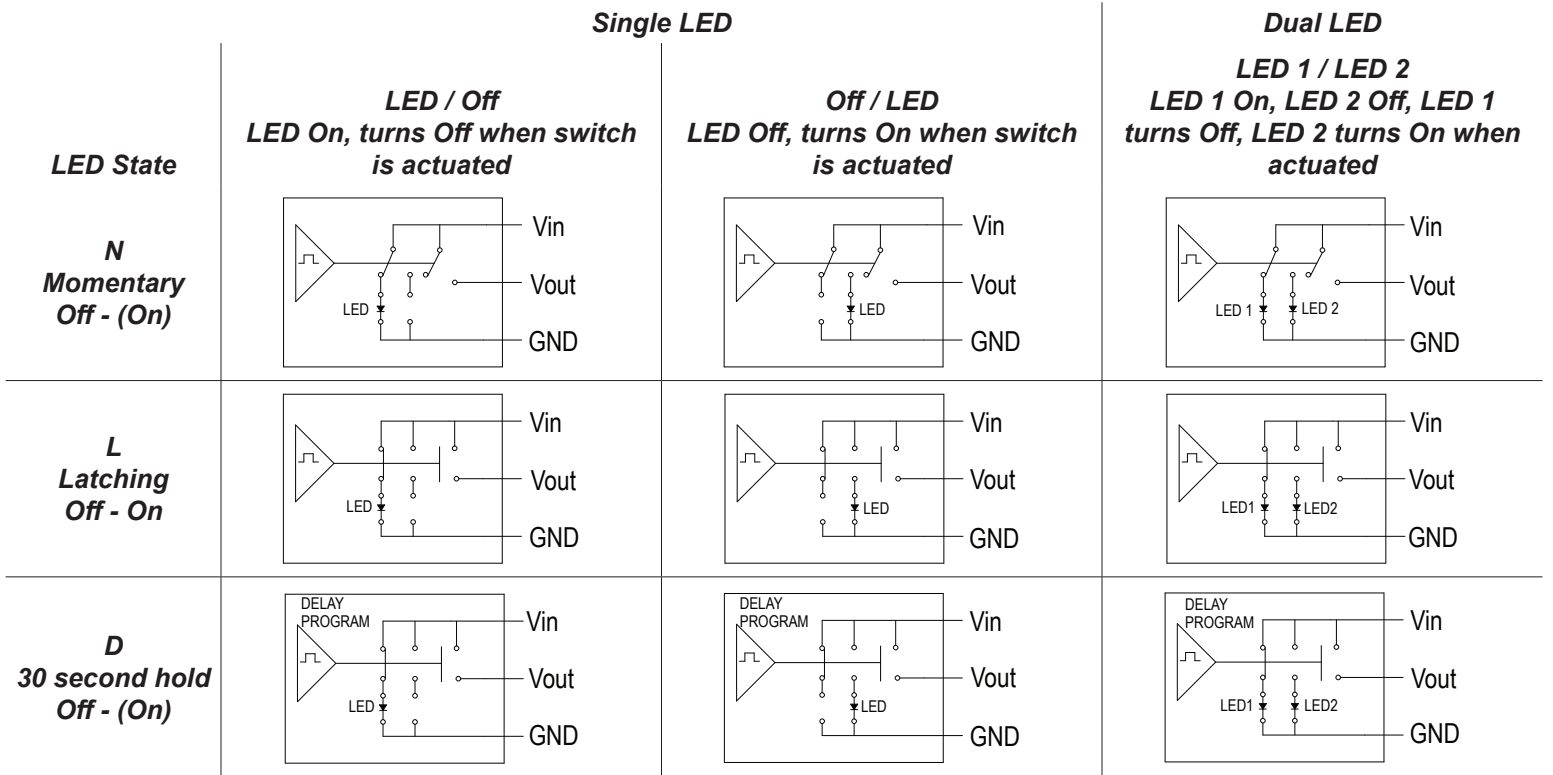 Single LED
Dual LED
LED State
LED / Off
LED On, turns Off when switch
is actuated
Off / LED
LED Off, turns On when switch
is actuated
LED 1 / LED 2
LED 1 On, LED 2 Off, LED 1
turns Off, LED 2 turns On when
actuated
N
Momentary
Off - (On)
Vin
Vout
LED
GND
Vin
Vout
LED
GND
Vin
Vout
LED 1
LED 2
GND
L
Latching
Off - On
Vin
Vout
LED
GND
Vin
Vout
LED
GND
Vin
Vout
LED1
LED2
GND
D
30 second hold
Off - (On)
DELAY
PROGRAM
Vin
Vout
LED
GND
DELAY
PROGRAM
Vin
Vout
LED
GND
DELAY
PROGRAM
Vin
Vout
LED1
LED2
GND